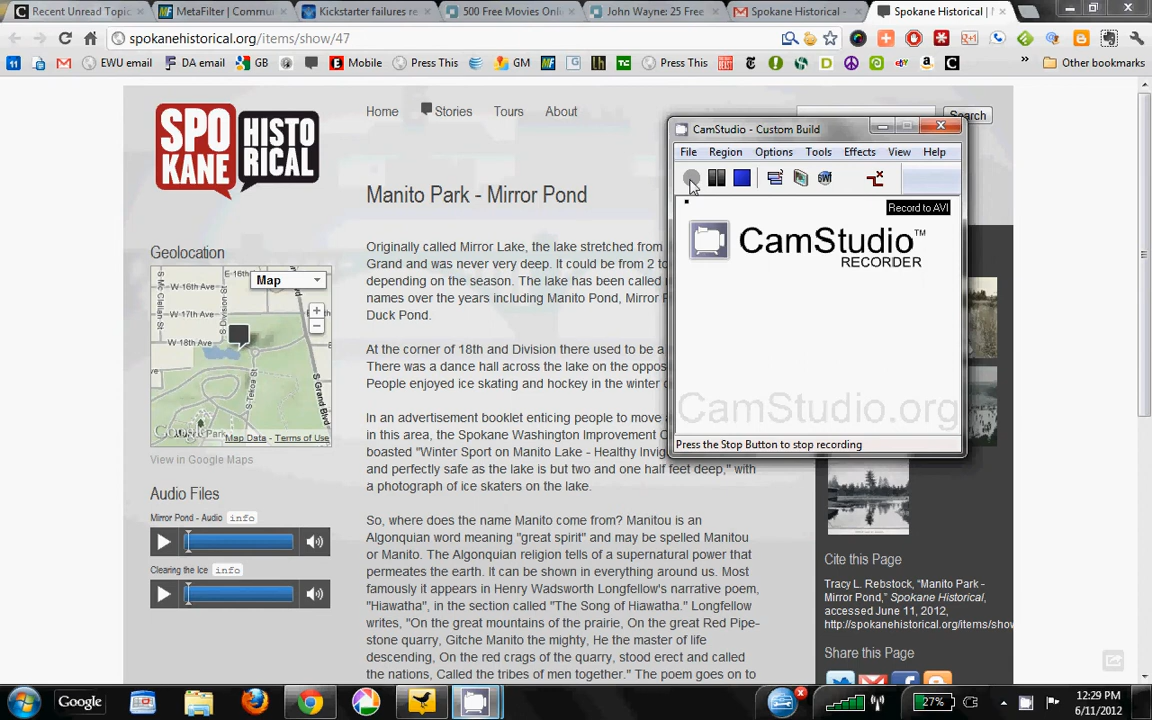 Recent Unread Topic
MetaFilter | Commu
Kickstarter failures re
500 Free Movies Onli
John Wayne: 25 Free
Spokane Historical -
Spokane Historical | N
spokanehistorical.org/items/show/47
EWU email
DA email
GB
Mobile
Press This
GM
Press This
Other bookmarks
SPO
KANE
HIST
ORICAL
Home
Stories
Tours
About
Search
Manito Park - Mirror Pond
Originally called Mirror Lake, the lake stretched from
Grand and was never very deep. It could be from 2 to
depending on the season. The lake has been called
names over the years including Manito Pond, Mirror
Duck Pond.
At the corner of 18th and Division there used to be a
There was a dance hall across the lake on the oppos
People enjoyed ice skating and hockey in the winter
In an advertisement booklet enticing people to move
in this area, the Spokane Washington Improvement C
boasted "Winter Sport on Manito Lake - Healthy Invig
and perfectly safe as the lake is but two and one half feet deep," with
a photograph of ice skaters on the lake.
So, where does the name Manito come from? Manitou is an
Algonquian word meaning "great spirit" and may be spelled Manitou
or Manito. The Algonquian religion tells of a supernatural power that
permeates the earth. It can be shown in everything around us. Most
famously it appears in Henry Wadsworth Longfellow's narrative poem,
"Hiawatha", in the section called "The Song of Hiawatha." Longfellow
writes, "On the great mountains of the prairie, On the great Red Pipe-
stone quarry, Gitche Manito the mighty, He the master of life
descending, On the red crags of the quarry, stood erect and called
the nations, Called the tribes of men together." The poem goes on to
Geolocation
Map
E-16th
W-16th Ave
W-17th Ave
W-18th Ave
S-Division St
S-Tekoa St
S-Grand Blvd
S-Mc Clellan St
Map Data - Terms of Use
View in Google Maps
Audio Files
Mirror Pond - Audio info
Clearing the Ice info
CamStudio - Custom Build
File
Region
Options
Tools
Effects
View
Help
Record to AVI
CamStudio™
RECORDER
CamStudio.org
Press the Stop Button to stop recording
Cite this Page
Tracy L. Rebstock, "Manito Park -
Mirror Pond," Spokane Historical,
accessed June 11, 2012,
http://spokanehistorical.org/items/show
Share this Page
Google
27%
12:29 PM
6/11/2012